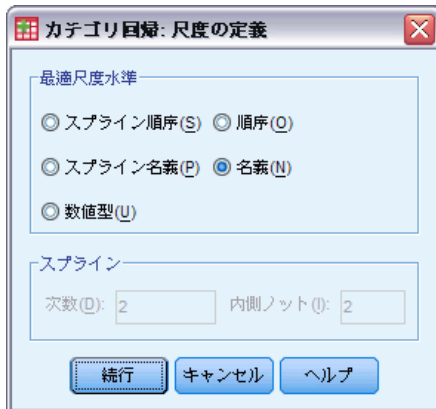 カテゴリ回帰: 尺度の定義
最適尺度水準
スプライン順序(S) 順序(O)
スプライン名義(P) 名義(N)
数値型(U)
スプライン
次数(D): 2 内側ノット(I): 2
続行 キャンセル ヘルプ